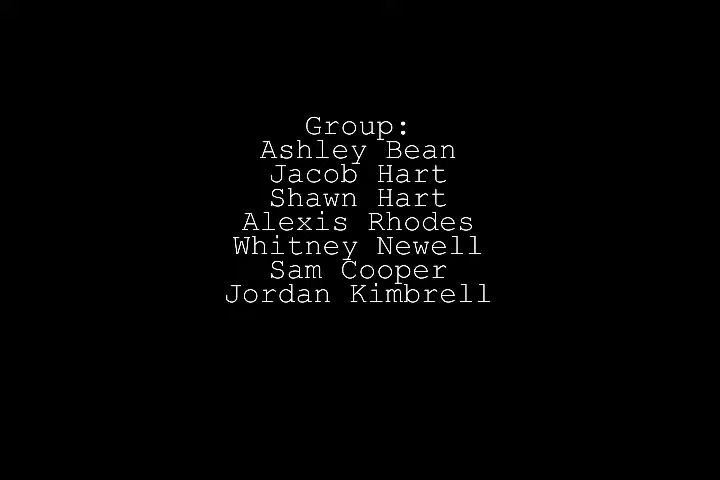 Group:
Ashley Bean
Jacob Hart
Shawn Hart
Alexis Rhodes
Whitney Newell
Sam Cooper
Jordan Kimbrell